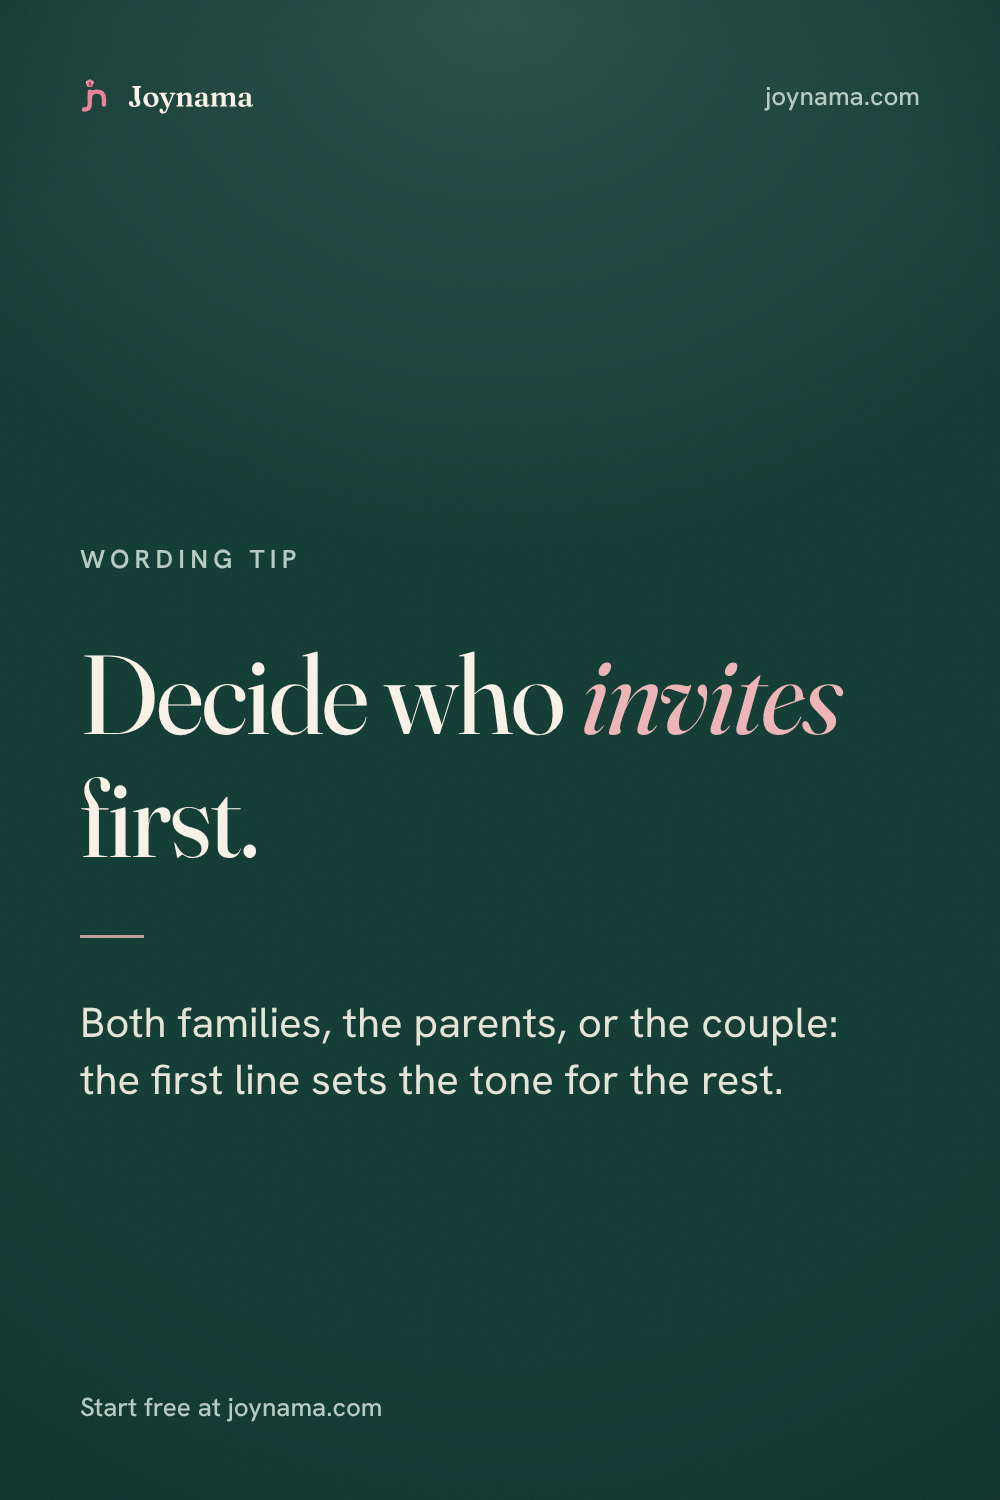 Joynama
joynama.com
WORDING TIP
Decide who invites
first.
Both families, the parents, or the couple:
the first line sets the tone for the rest.
Start free at joynama.com